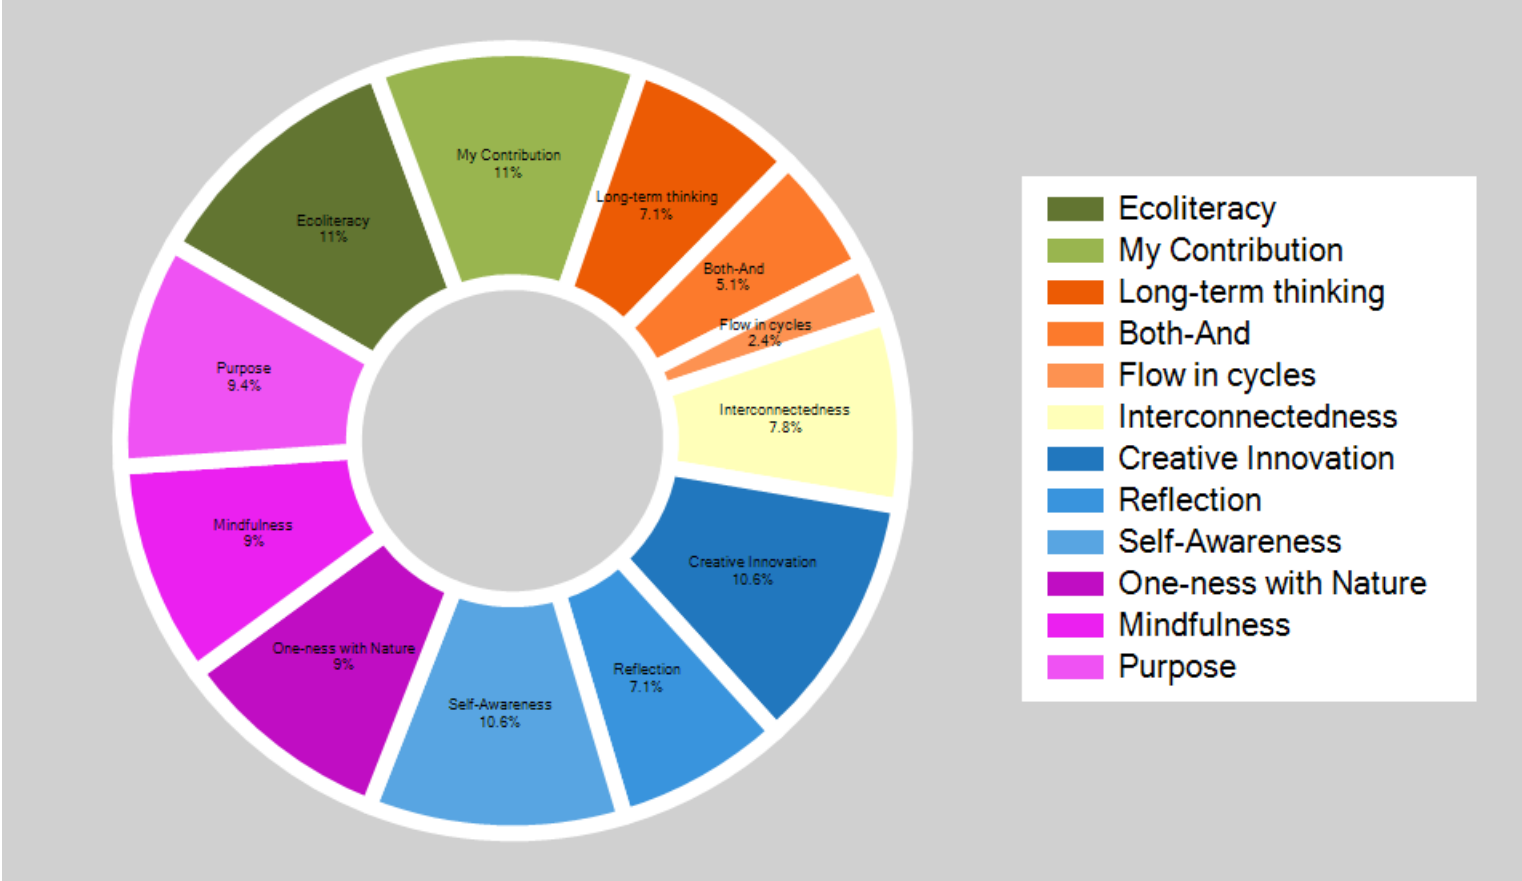 My Contribution
11%
Long-term thinking
7.1%
Ecoliteracy
11%
Both-And
5.1%
Flow in cycles
2.4%
Purpose
9.4%
Interconnectedness
7.8%
Mindfulness
9%
Creative Innovation
10.6%
One-ness with Nature
9%
Reflection
7.1%
Self-Awareness
10.6%
Ecoliteracy
My Contribution
Long-term thinking
Both-And
Flow in cycles
Interconnectedness
Creative Innovation
Reflection
Self-Awareness
One-ness with Nature
Mindfulness
Purpose